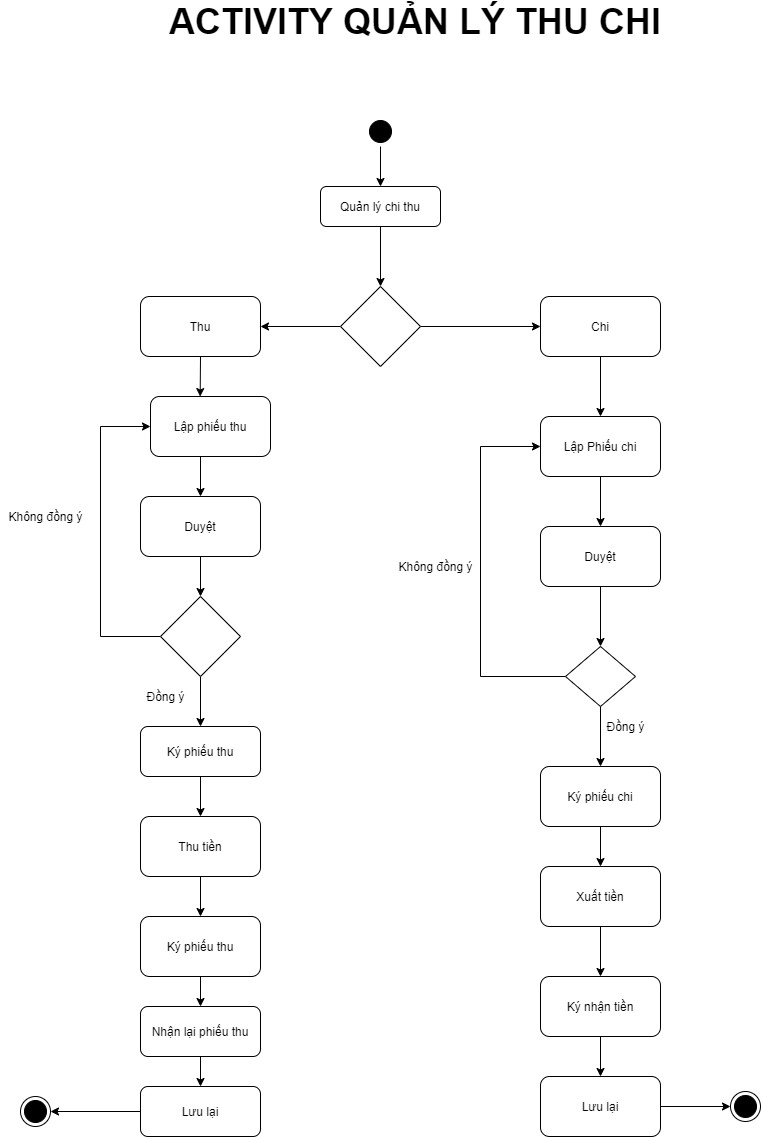 ACTIVITY QUẢN LÝ THU CHI
Quản lý chi thu
Thu
Chi
Lập phiếu thu
Lập Phiếu chi
Không đồng ý
Duyệt
Duyệt
Không đồng ý
Đồng ý
Đồng ý
Ký phiếu thu
Ký phiếu chi
Thu tiền
Xuất tiền
Ký phiếu thu
Ký nhận tiền
Nhận lại phiếu thu
Lưu lại
Lưu lại